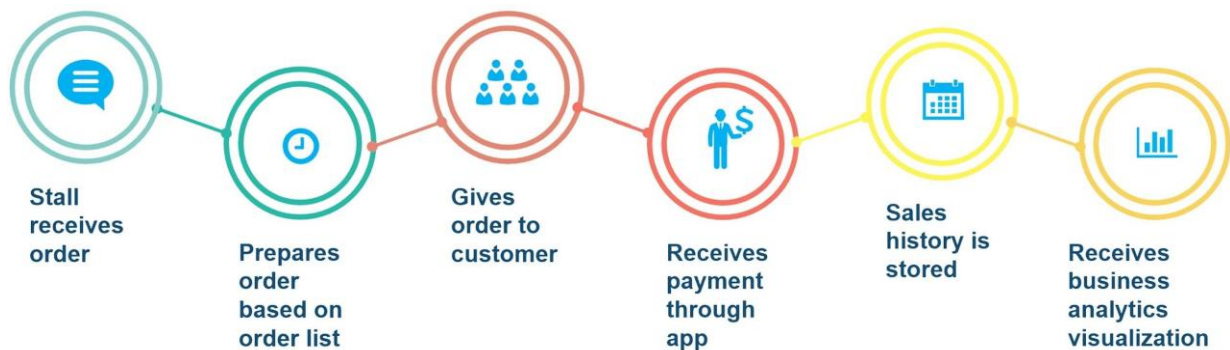 Stall
receives
order
Prepares
order
based on
order list
Gives
order to
customer
Receives
payment
through
app
Sales
history is
stored
Receives
business
analytics
visualization